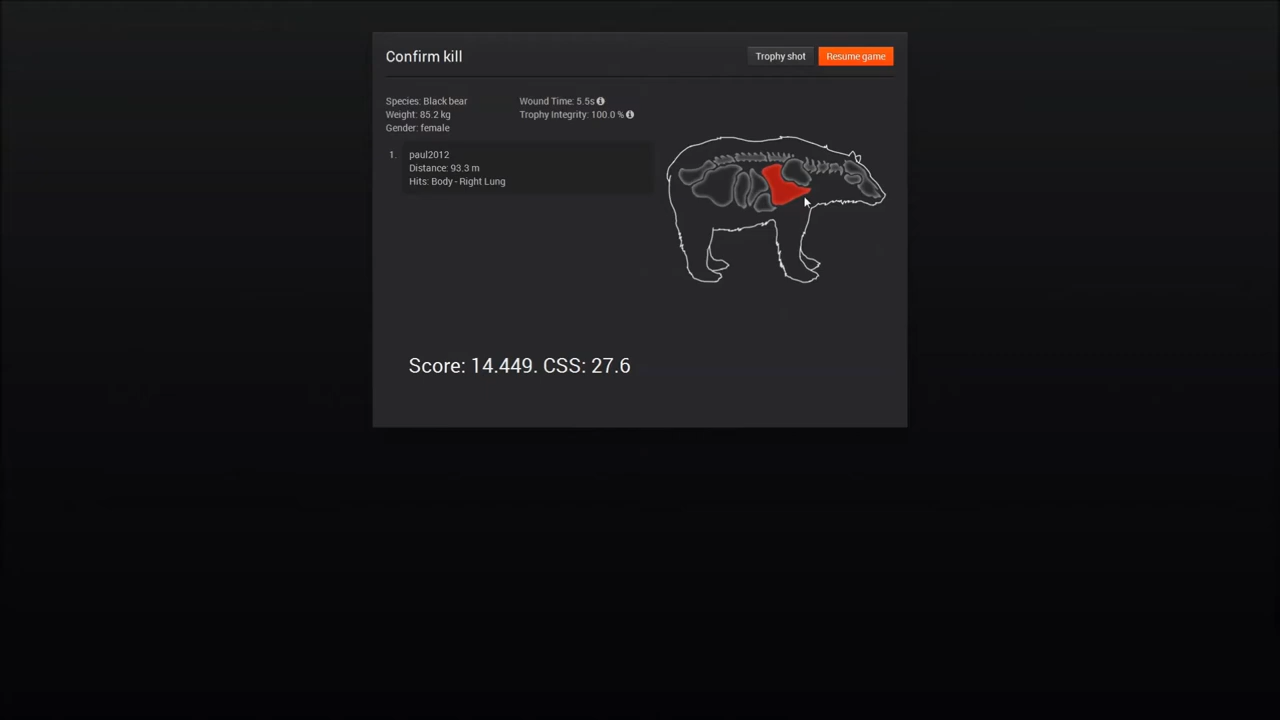 Confirm kill
Trophy shot
Resume game
Species: Black bear
Weight: 85.2 kg
Gender: female
Wound Time: 5.5s
Trophy Integrity: 100.0 %
1. paul2012
Distance: 93.3 m
Hits: Body - Right Lung
Score: 14.449. CSS: 27.6